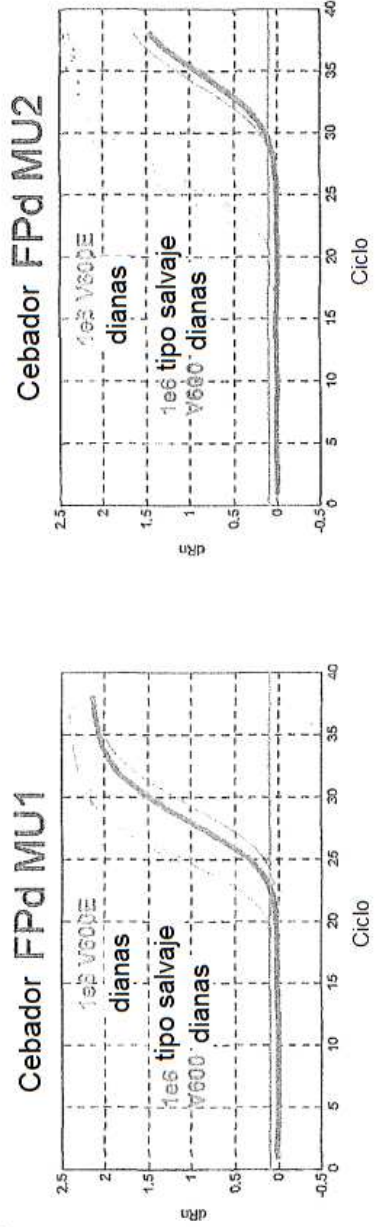 Cebador FPd MU1
2.5
2
1.5
1
0.5
0
-0.5
dRn
1e6 V600E
dianas
1e6 tipo salvaje
V600 dianas
0 5 10 15 20 25 30 35 40
Ciclo
Cebador FPd MU2
2.5
2
1.5
1
0.5
0
-0.5
dRn
dianas
1e6 tipo salvaje
V600 dianas
0 5 10 15 20 25 30 35 40
Ciclo